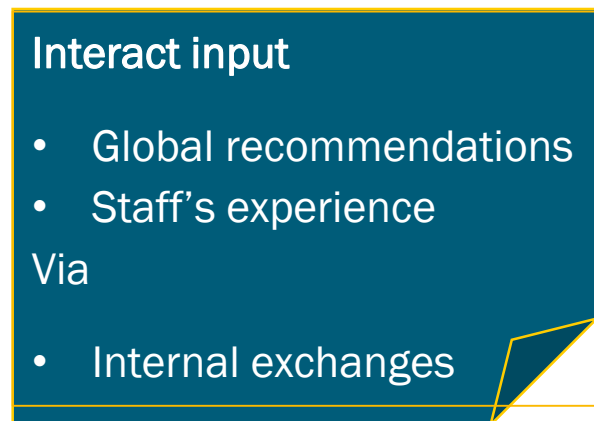 Interact input
• Global recommendations
• Staff’s experience
Via
• Internal exchanges